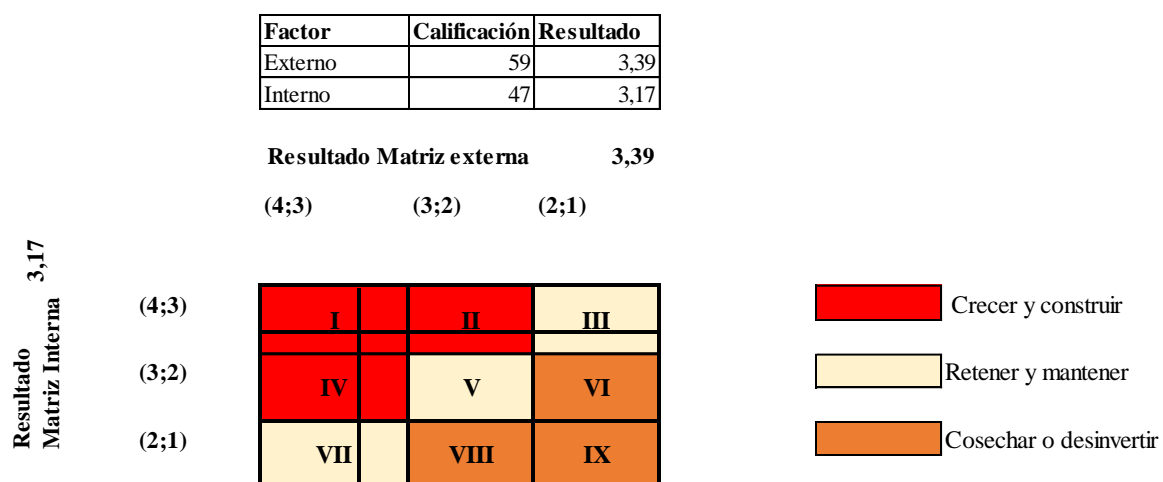 Factor Calificación Resultado
Externo 59 3,39
Interno 47 3,17
Resultado Matriz externa 3,39
(4;3) (3;2) (2;1)
Resultado
Matriz Interna 3,17
(4;3) I II III
(3;2) IV V VI
(2;1) VII VIII IX
Crecer y construir
Retener y mantener
Cosechar o desinvertir